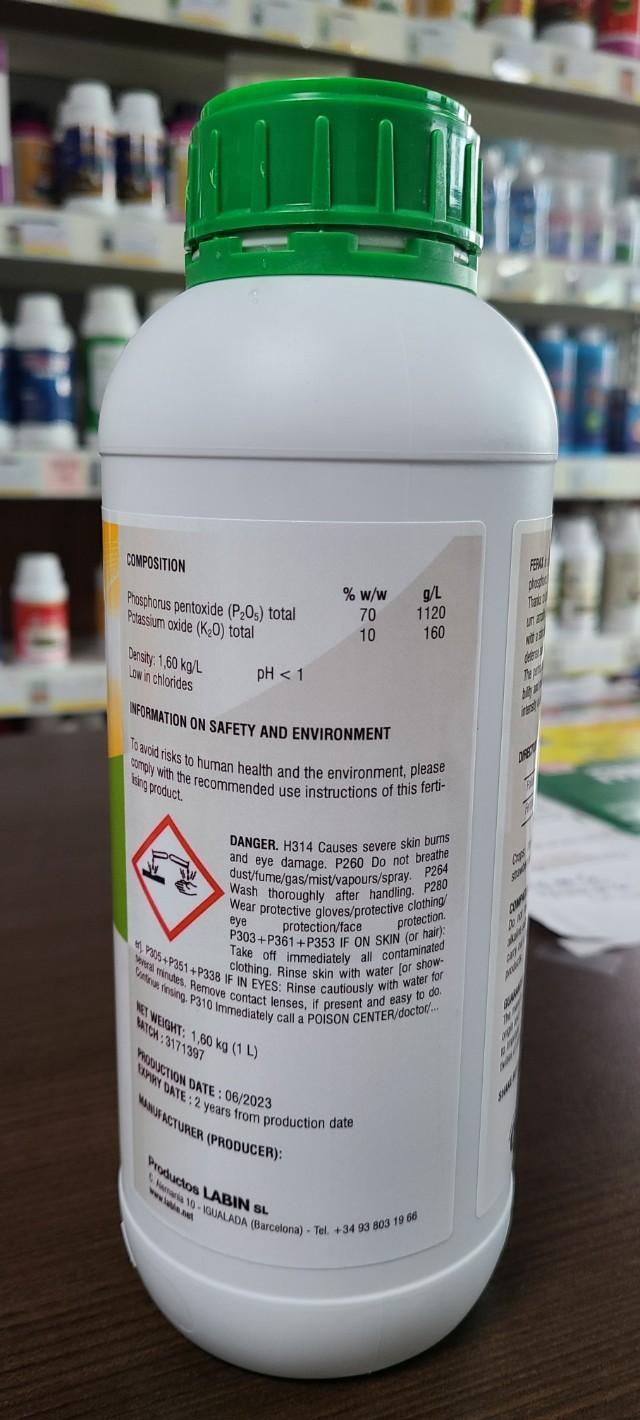 COMPOSITION
% w/w g/L
Phosphorus pentoxide (P₂O₅) total 70 1120
Potassium oxide (K₂O) total 10 160
Density: 1,60 kg/L pH < 1
Low in chlorides
INFORMATION ON SAFETY AND ENVIRONMENT
To avoid risks to human health and the environment, please
comply with the recommended use instructions of this ferti-
lising product.
DANGER. H314 Causes severe skin burns
and eye damage. P260 Do not breathe
dust/fume/gas/mist/vapours/spray. P264
Wash thoroughly after handling. P280
Wear protective gloves/protective clothing/
eye protection/face protection.
P303+P361+P353 IF ON SKIN (or hair):
Take off immediately all contaminated
clothing. Rinse skin with water [or show-
er]. P305+P351+P338 IF IN EYES: Rinse cautiously with water for
several minutes. Remove contact lenses, if present and easy to do.
Continue rinsing. P310 Immediately call a POISON CENTER/doctor/...
NET WEIGHT: 1,60 kg (1 L)
BATCH : 3171397
PRODUCTION DATE : 06/2023
EXPIRY DATE : 2 years from production date
MANUFACTURER (PRODUCER):
Productos LABIN SL
C. Alemania 10 - IGUALADA (Barcelona) - Tel. +34 93 803 19 66
www.labin.net